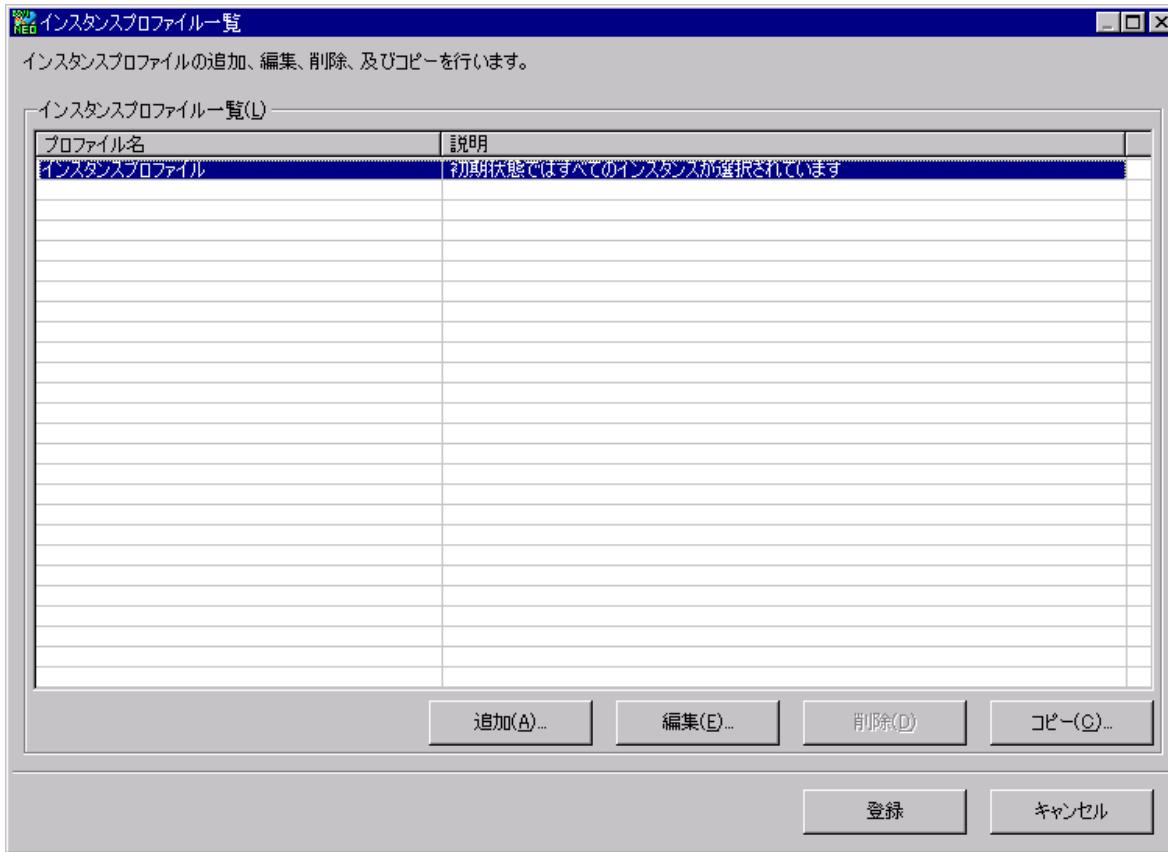 インスタンスプロファイル一覧
インスタンスプロファイルの追加、編集、削除、及びコピーを行います。
インスタンスプロファイル一覧(L)
プロファイル名 説明
インスタンスプロファイル 初期状態ではすべてのインスタンスが選択されています
追加(A)... 編集(E)... 削除(D) コピー(C)...
登録 キャンセル